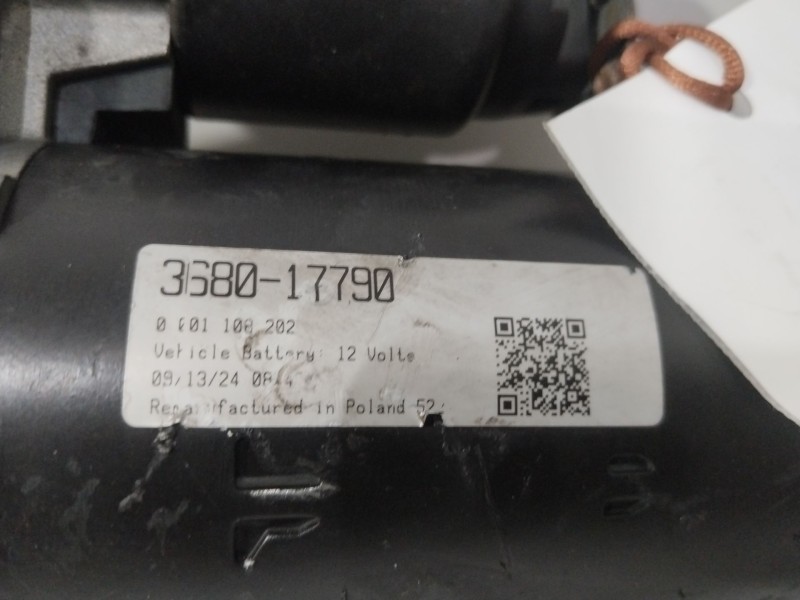 3680-17790
0 001 108 202
Vehicle Battery: 12 Volts
09/13/24
Remanufactured in Poland